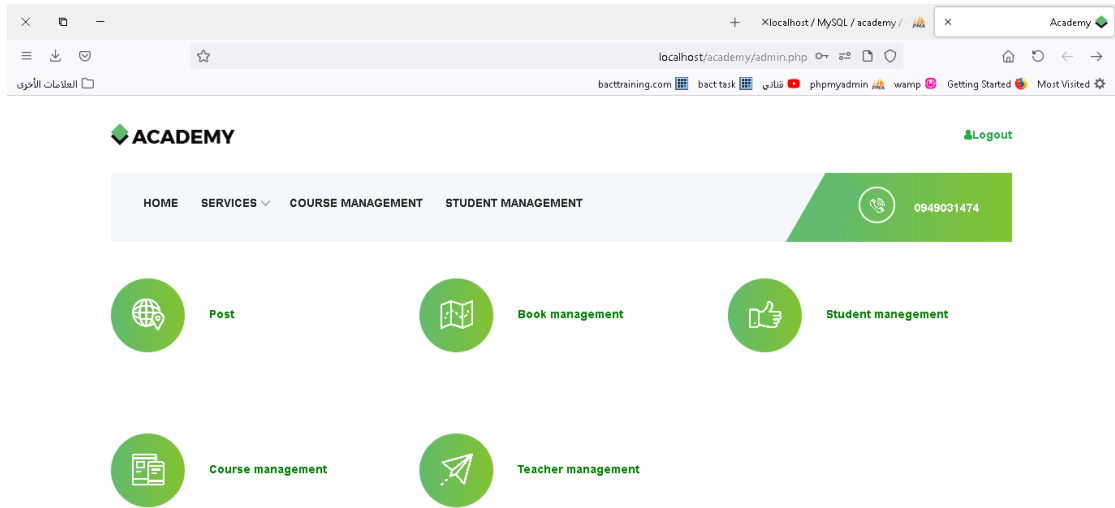 localhost / MySQL / academy /
Academy
localhost/academy/admin.php
العلامات الأخرى
bacttraining.com
bact task
قناتي
phpmyadmin
wamp
Getting Started
Most Visited
ACADEMY
Logout
HOME SERVICES COURSE MANAGEMENT STUDENT MANAGEMENT
0949031474
Post
Book management
Student manegement
Course management
Teacher management